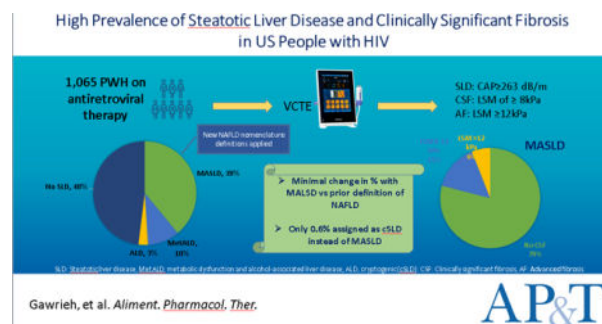 High Prevalence of Steatotic Liver Disease and Clinically Significant Fibrosis
in US People with HIV
1,065 PWH on
antiretroviral
therapy
VCTE
SLD: CAP≥263 dB/m
CSF: LSM of ≥ 8kPa
AF: LSM ≥12kPa
New NAFLD nomenclature
definitions applied
No SLD, 48%
MASLD, 39%
MetALD,
10%
ALD, 3%
➤ Minimal change in % with
MALSD vs prior definition of
NAFLD
➤ Only 0.6% assigned as cSLD
instead of MASLD
MASLD
No CSF
SLD: Steatotic liver disease, MetALD, metabolic dysfunction and alcohol-associated liver disease, ALD, cryptogenic (cSLD) CSF: Clinically significant fibrosis, AF: Advanced fibrosis
Gawrieh, et al. Aliment. Pharmacol. Ther.
AP&T